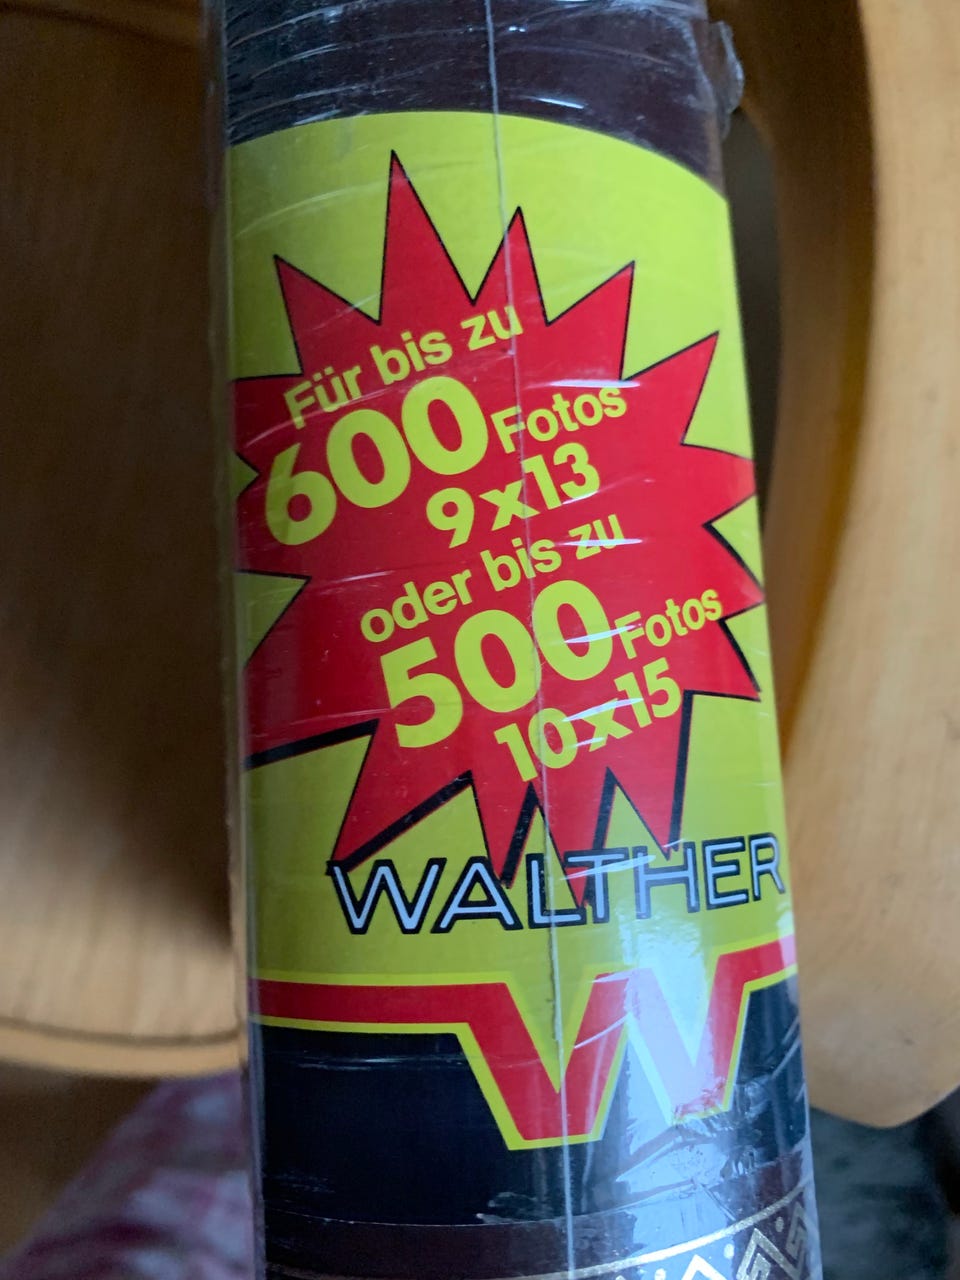 Für bis zu
600 Fotos
9x13
oder bis zu
500 Fotos
10x15
WALTHER
W